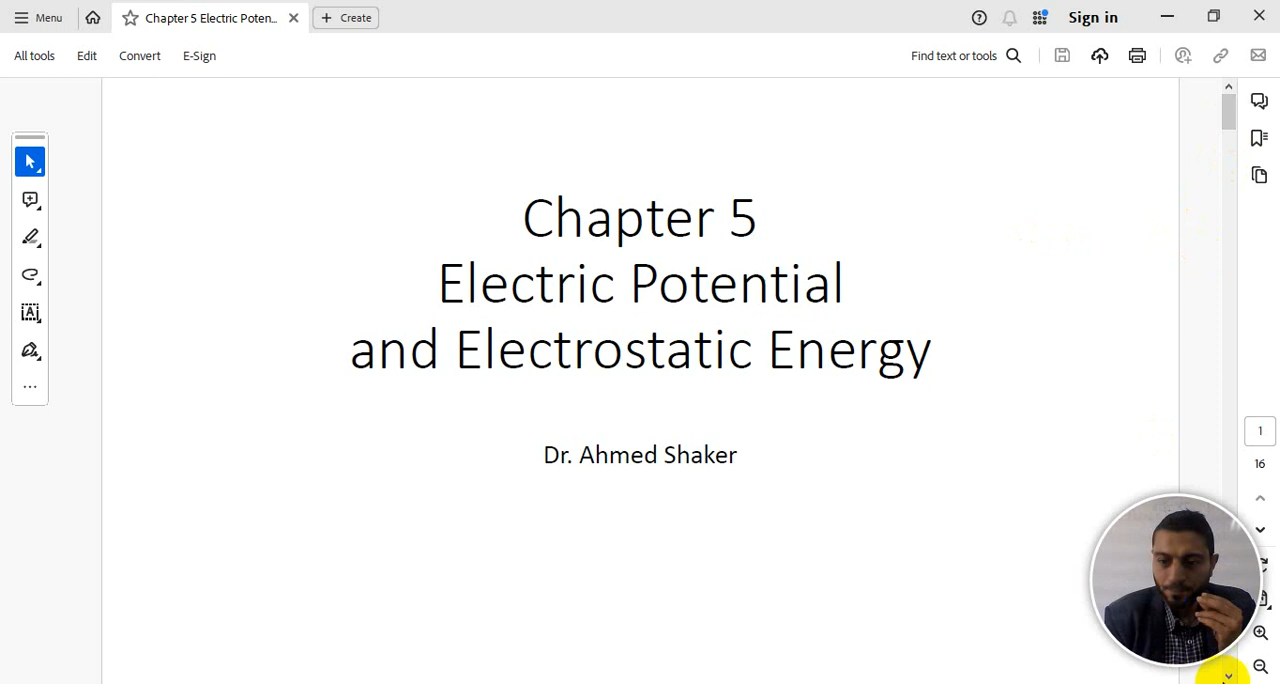 Menu
Chapter 5 Electric Poten...
Create
Sign in
All tools
Edit
Convert
E-Sign
Find text or tools
Chapter 5
Electric Potential
and Electrostatic Energy
Dr. Ahmed Shaker
1
16